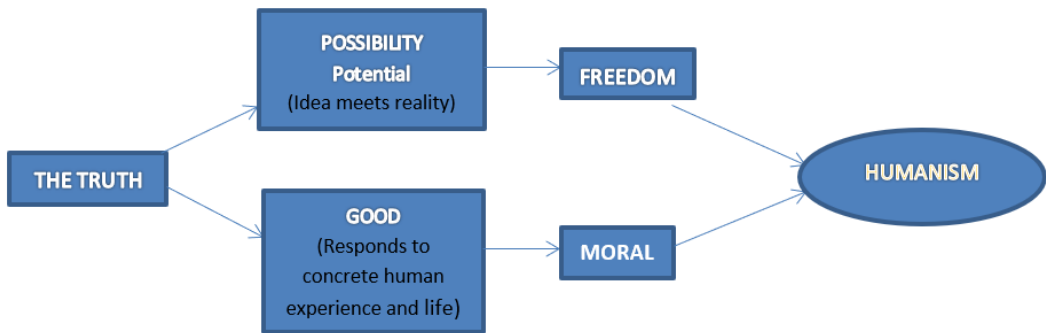 THE TRUTH
POSSIBILITY
Potential
(Idea meets reality)
FREEDOM
GOOD
(Responds to
concrete human
experience and life)
MORAL
HUMANISM